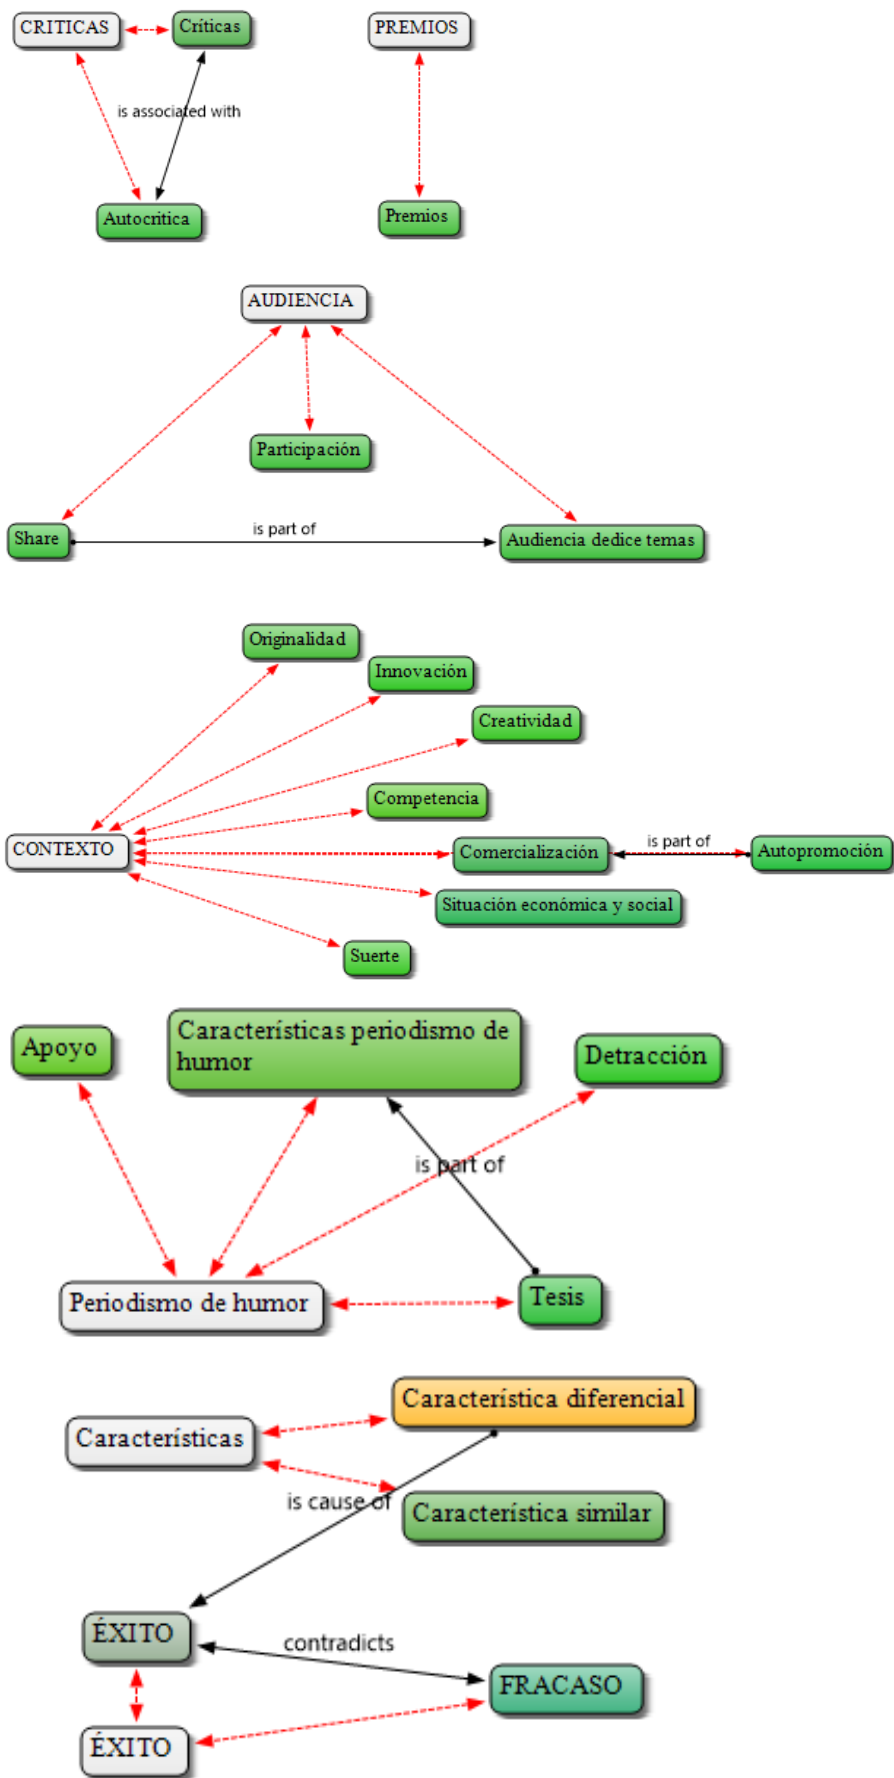 CRITICAS
Críticas
PREMIOS
is associated with
Autocritica
Premios
AUDIENCIA
Participación
Share
is part of
Audiencia dedice temas
Originalidad
Innovación
Creatividad
Competencia
CONTEXTO
Comercialización
is part of
Autopromoción
Situación económica y social
Suerte
Apoyo
Característicías periodismo de
humor
Detracción
is part of
Periodismo de humor
Tesis
Característica diferencial
Características
is cause of
Característica similar
ÉXITO
contradicts
FRACASO
ÉXITO